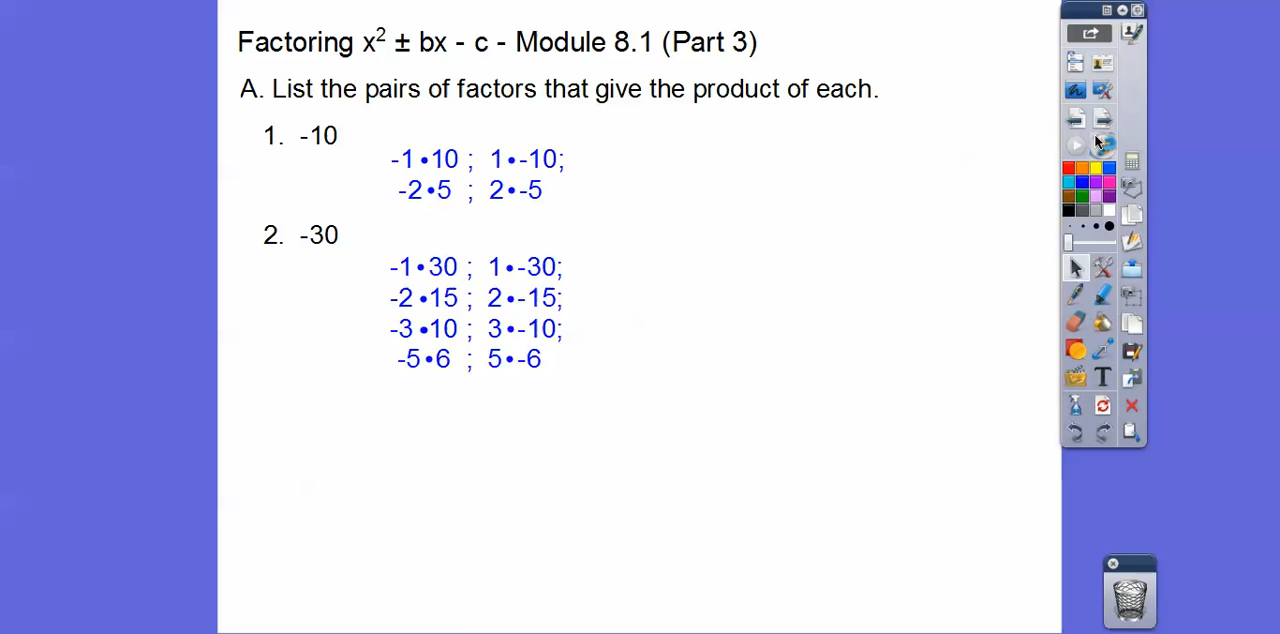 Factoring x² ± bx - c - Module 8.1 (Part 3)
A. List the pairs of factors that give the product of each.
1. -10
-1•10 ; 1•-10;
-2•5 ; 2•-5
2. -30
-1•30 ; 1•-30;
-2•15 ; 2•-15;
-3•10 ; 3•-10;
-5•6 ; 5•-6